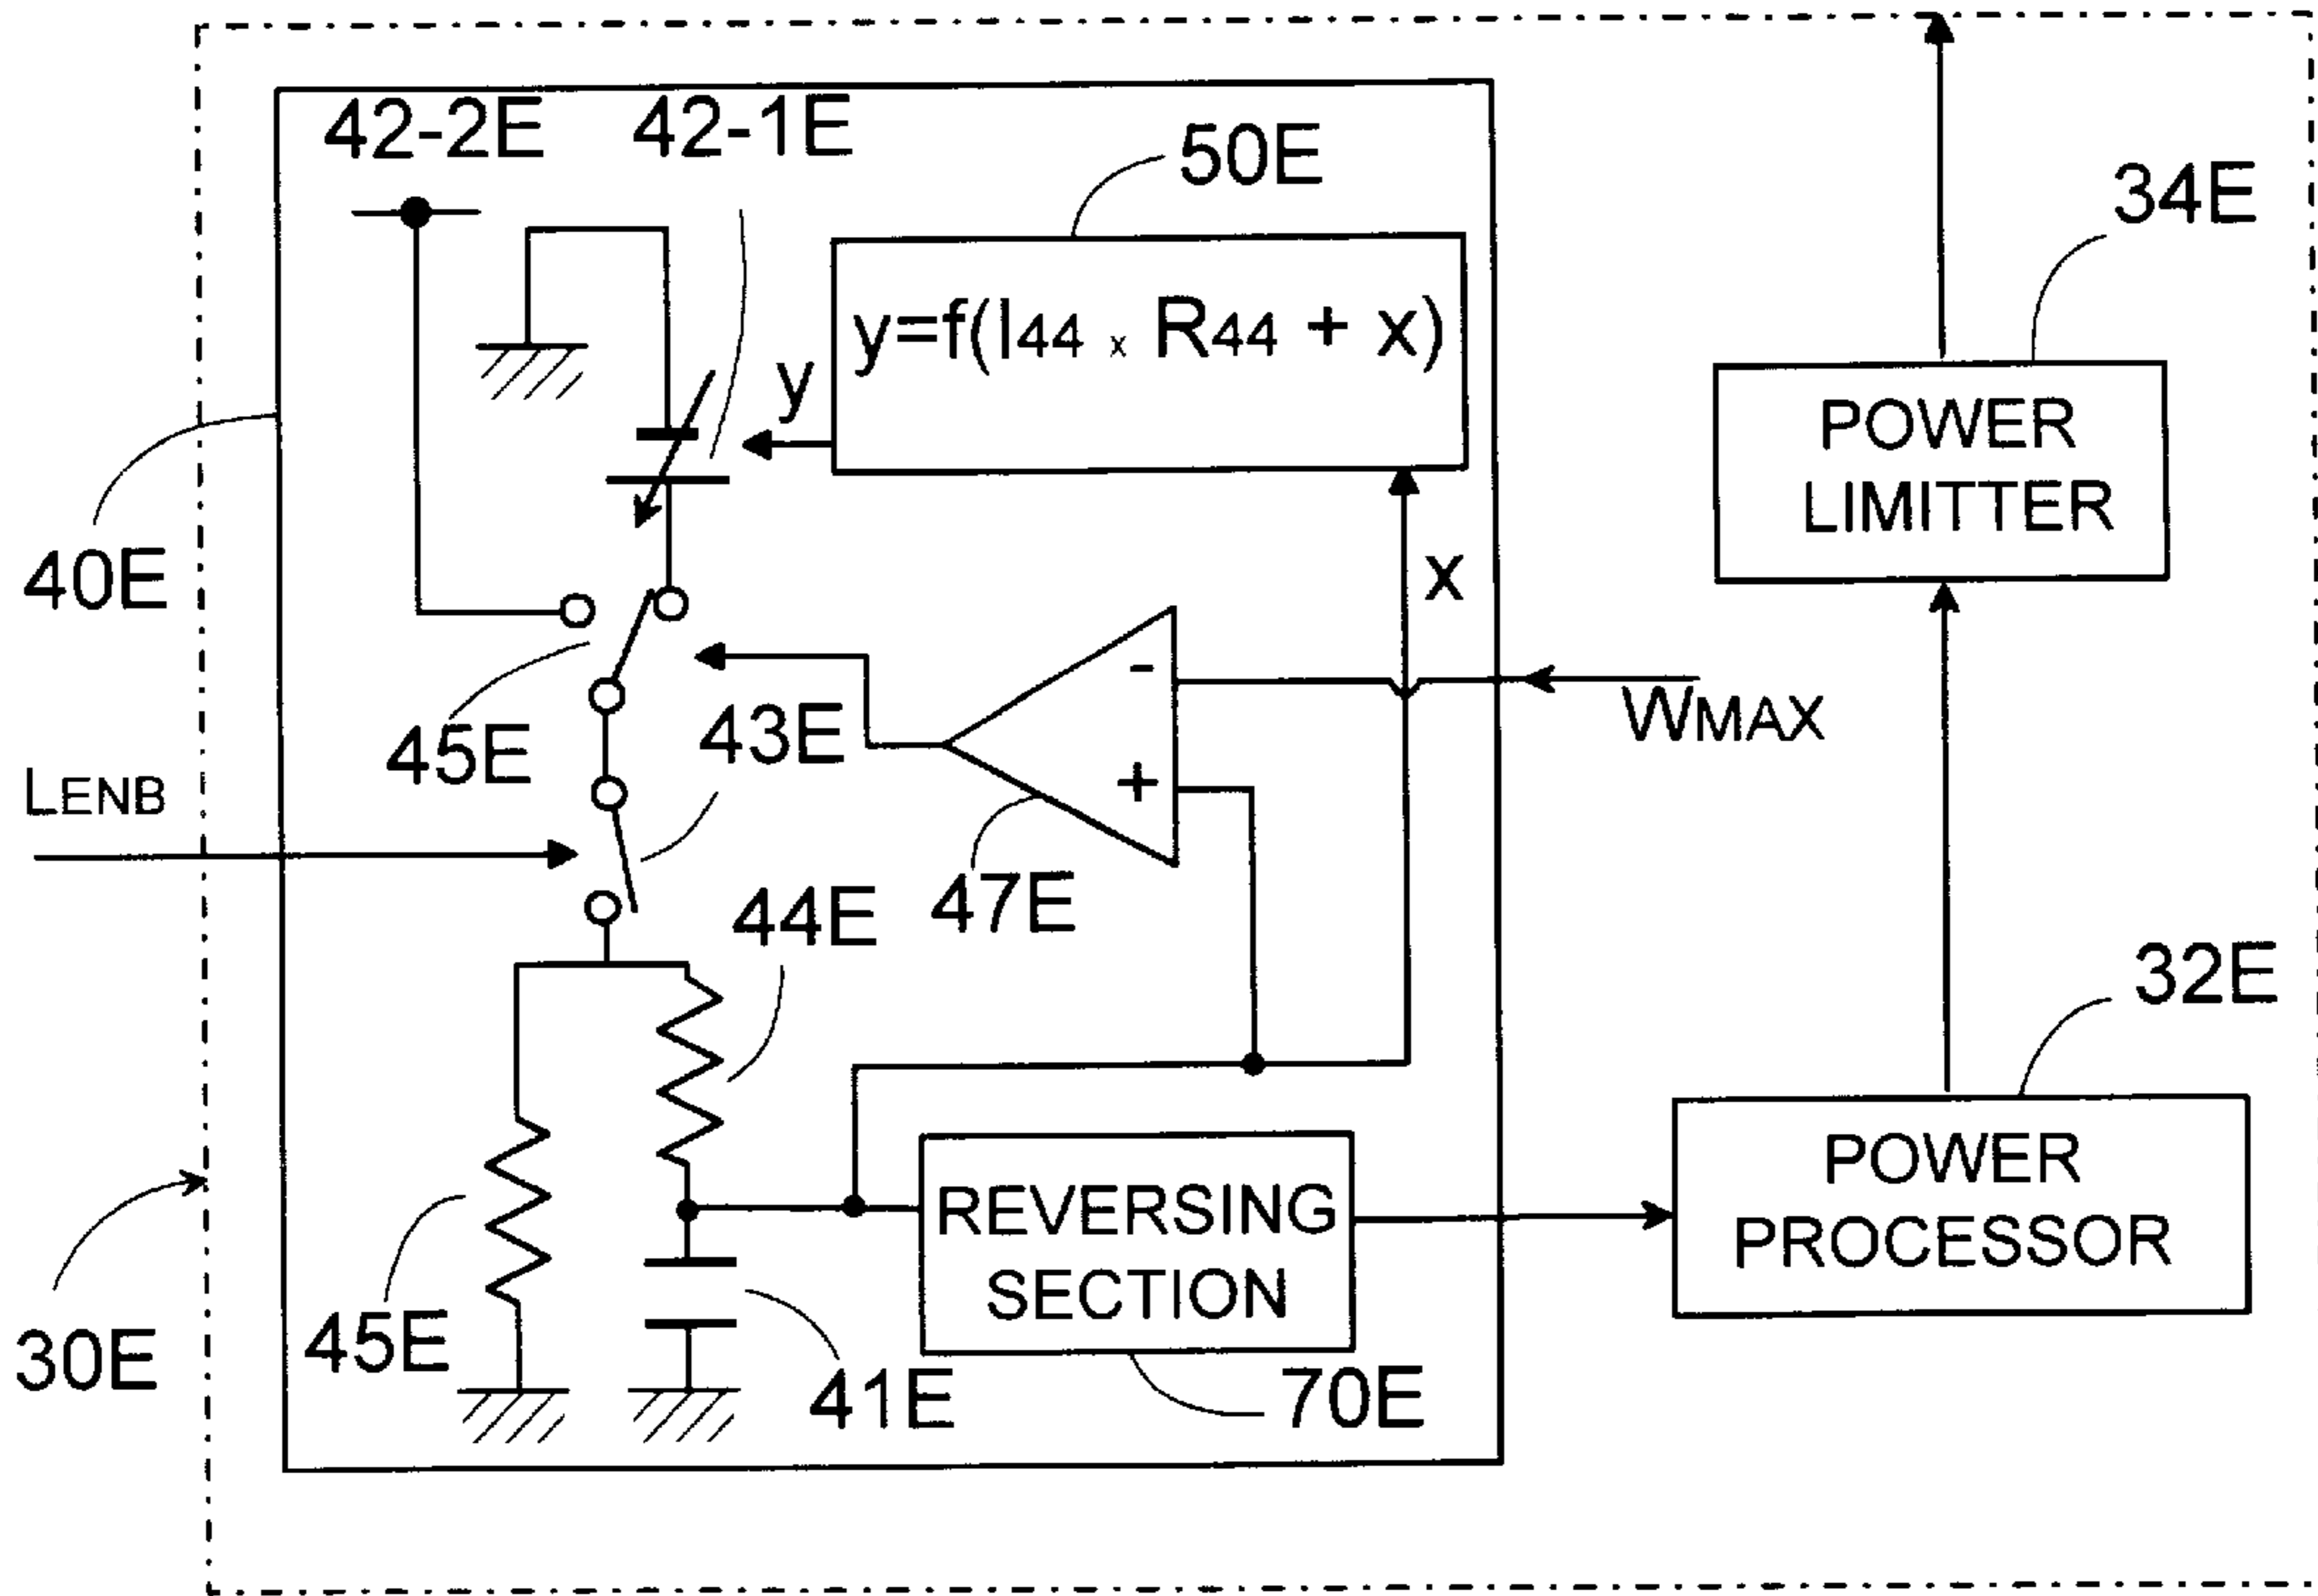 42-2E
42-1E
50E
34E
y=f(I44 x R44 + x)
y
POWER
LIMITTER
40E
x
-
WMAX
45E
43E
+
LENB
47E
44E
32E
POWER
PROCESSOR
REVERSING
SECTION
30E
45E
41E
70E